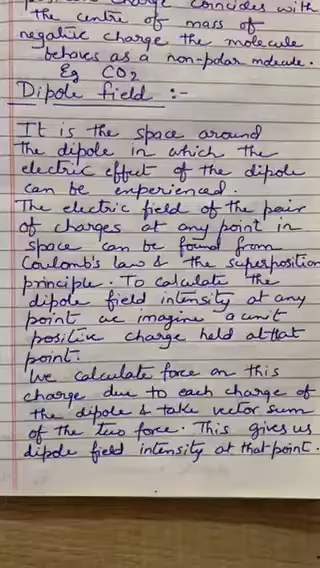 positive charge coincides with
the centre of mass of
negative charge the molecule
behaves as a non-polar molecule.
Eg CO2
Dipole field :-
It is the space around
the dipole in which the
electric effect of the dipole
can be experienced.
The electric field of the pair
of charges at any point in
space can be found from
Coulomb's law & the superposition
principle. To calculate the
dipole field intensity at any
point we imagine a unit
positive charge held at that
point.
We calculate force on this
charge due to each charge of
the dipole & take vector sum
of the two force. This gives us
dipole field intensity at that point.